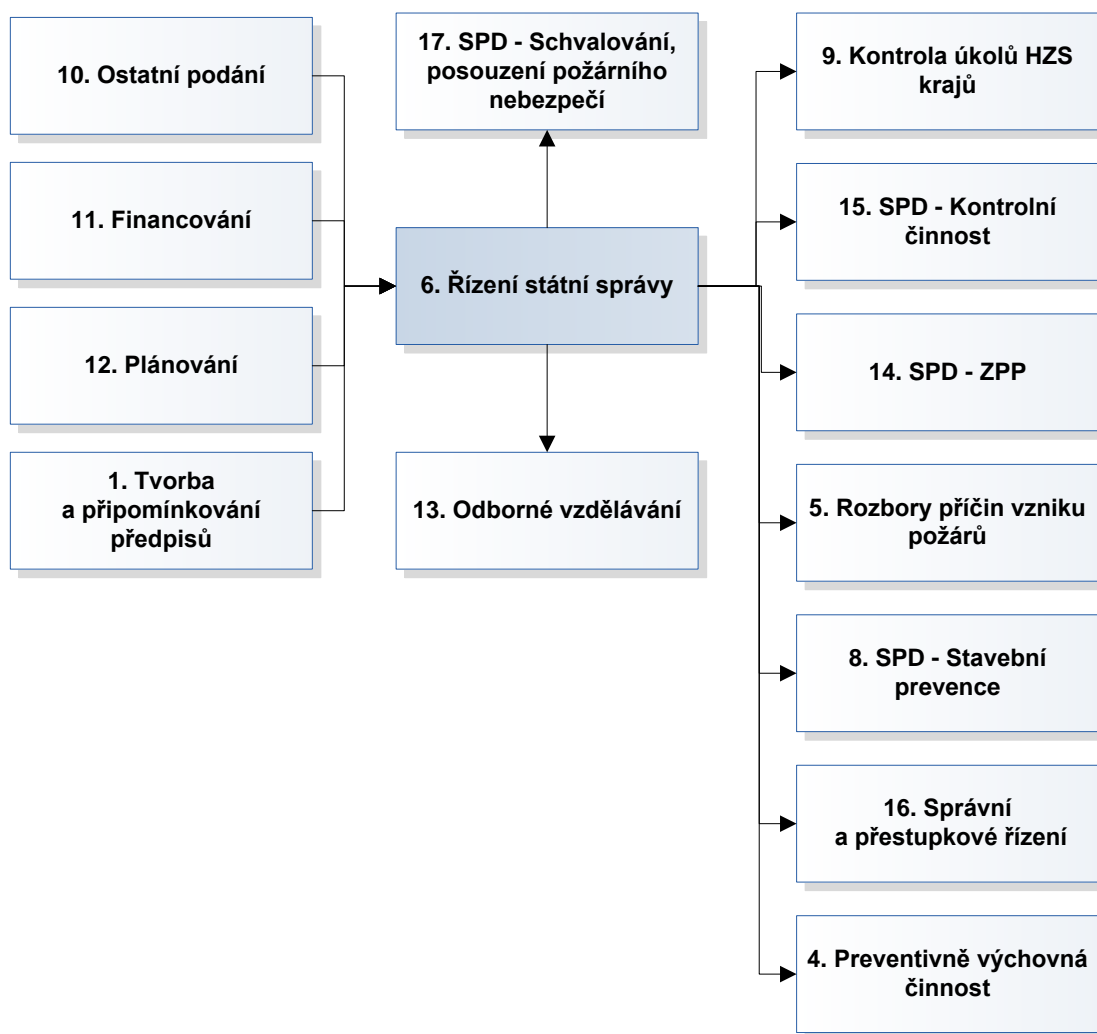 10. Ostatní podání
11. Financování
12. Plánování
1. Tvorba
a připomínkování
předpisů
17. SPD - Schvalování,
posouzení požárního
nebezpečí
6. Řízení státní správy
13. Odborné vzdělávání
9. Kontrola úkolů HZS
krajů
15. SPD - Kontrolní
činnost
14. SPD - ZPP
5. Rozbory příčin vzniku
požárů
8. SPD - Stavební
prevence
16. Správní
a přestupkové řízení
4. Preventivně výchovná
činnost